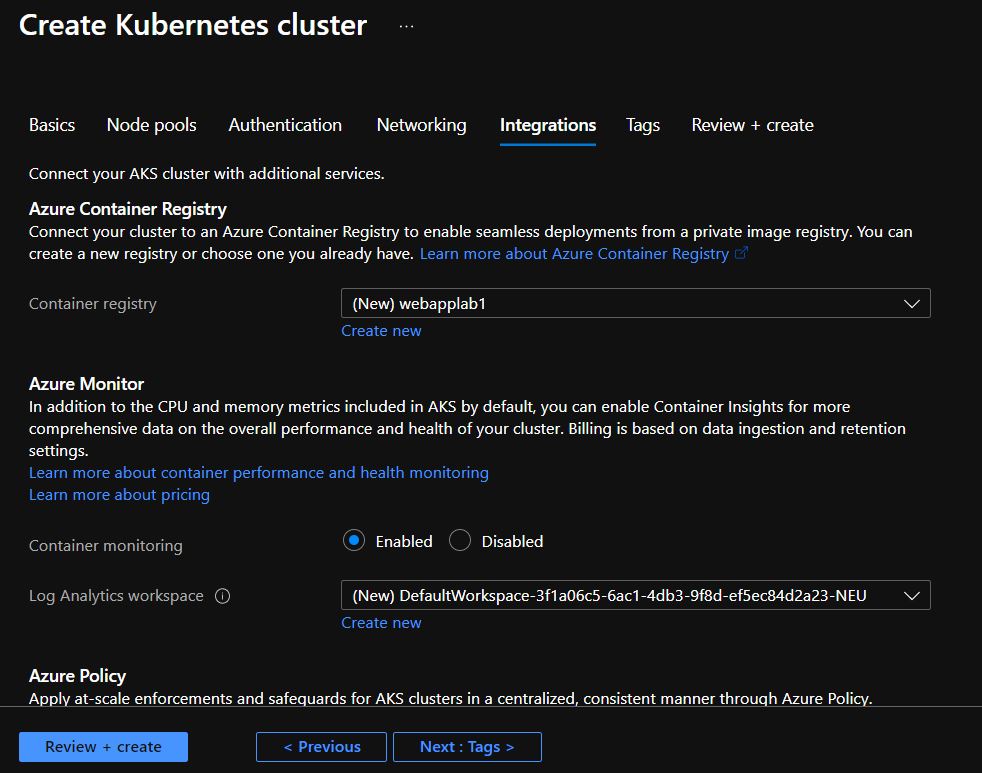 Create Kubernetes cluster ...
Basics Node pools Authentication Networking Integrations Tags Review + create
Connect your AKS cluster with additional services.
Azure Container Registry
Connect your cluster to an Azure Container Registry to enable seamless deployments from a private image registry. You can
create a new registry or choose one you already have. Learn more about Azure Container Registry
Container registry (New) webapplab1
Create new
Azure Monitor
In addition to the CPU and memory metrics included in AKS by default, you can enable Container Insights for more
comprehensive data on the overall performance and health of your cluster. Billing is based on data ingestion and retention
settings.
Learn more about container performance and health monitoring
Learn more about pricing
Container monitoring Enabled Disabled
Log Analytics workspace (New) DefaultWorkspace-3f1a06c5-6ac1-4db3-9f8d-ef5ec84d2a23-NEU
Create new
Azure Policy
Apply at-scale enforcements and safeguards for AKS clusters in a centralized, consistent manner through Azure Policy.
Review + create < Previous Next : Tags >